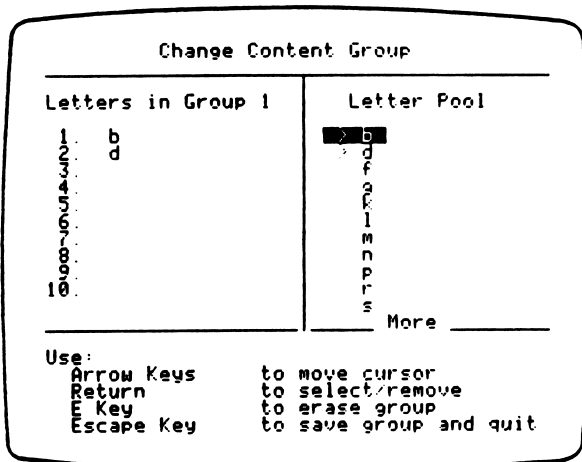 Change Content Group
Letters in Group 1
1. b
2. d
3.
4.
5.
6.
7.
8.
9.
10.
Letter Pool
> b
> d
f
g
k
l
m
n
p
r
s
More
Use:
Arrow Keys to move cursor
Return to select/remove
E Key to erase group
Escape Key to save group and quit